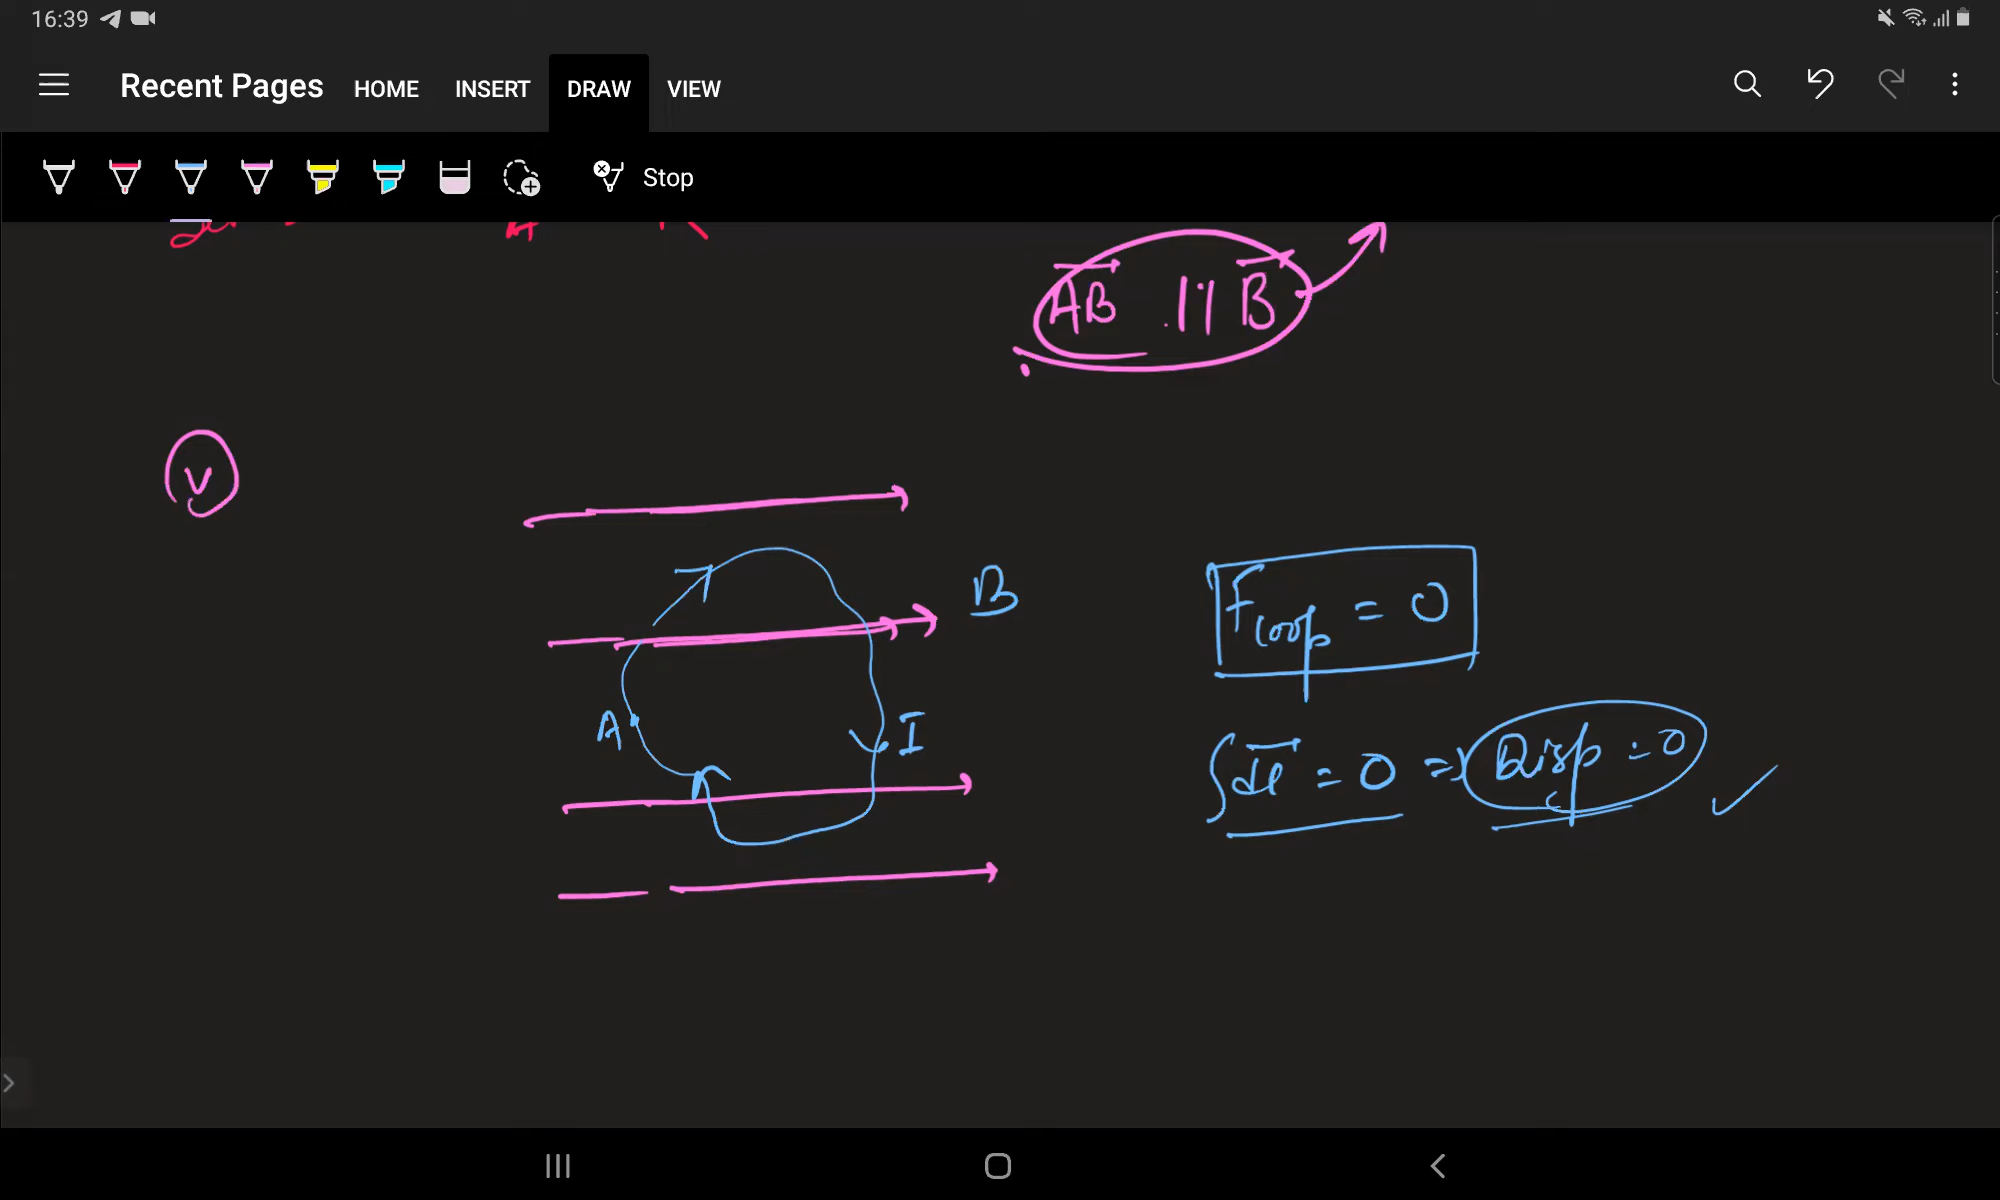 16:39
Recent Pages HOME INSERT DRAW VIEW
Stop
AB || B
V
B
F loop = 0
A
I
∫dl = 0 => Disp = 0